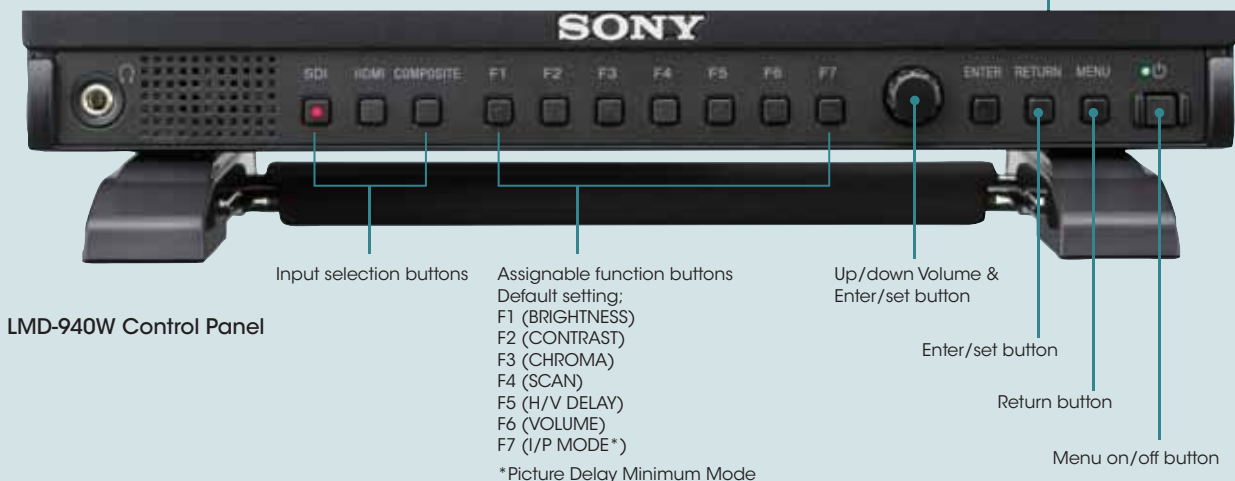 SONY
SDI HDMI COMPOSITE F1 F2 F3 F4 F5 F6 F7 ENTER RETURN MENU
Input selection buttons
Assignable function buttons
Default setting;
F1 (BRIGHTNESS)
F2 (CONTRAST)
F3 (CHROMA)
F4 (SCAN)
F5 (H/V DELAY)
F6 (VOLUME)
F7 (I/P MODE*)
*Picture Delay Minimum Mode
Up/down Volume &
Enter/set button
Enter/set button
Return button
Menu on/off button
LMD-940W Control Panel